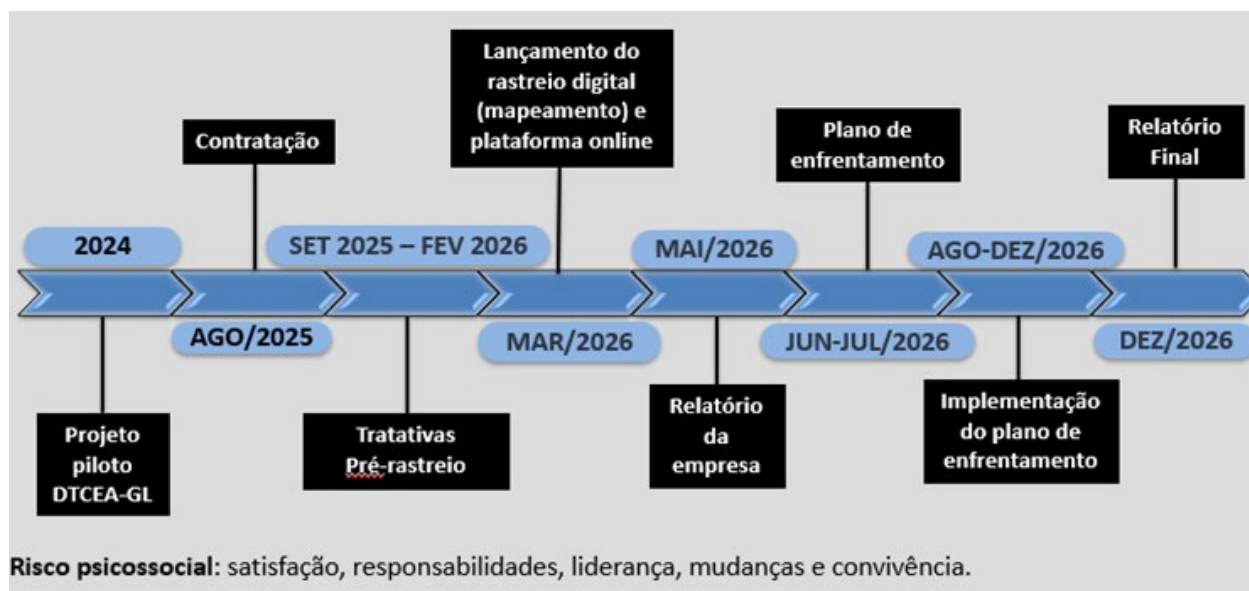 Lançamento do
rastreio digital
(mapeamento) e
plataforma online
Contratação
Plano de
enfrentamento
Relatório
Final
2024
SET 2025 – FEV 2026
MAI/2026
AGO-DEZ/2026
AGO/2025
MAR/2026
JUN-JUL/2026
DEZ/2026
Projeto
piloto
DTCEA-GL
Tratativas
Pré-rastreio
Relatório
da
empresa
Implementação
do plano de
enfrentamento
Risco psicossocial: satisfação, responsabilidades, liderança, mudanças e convivência.